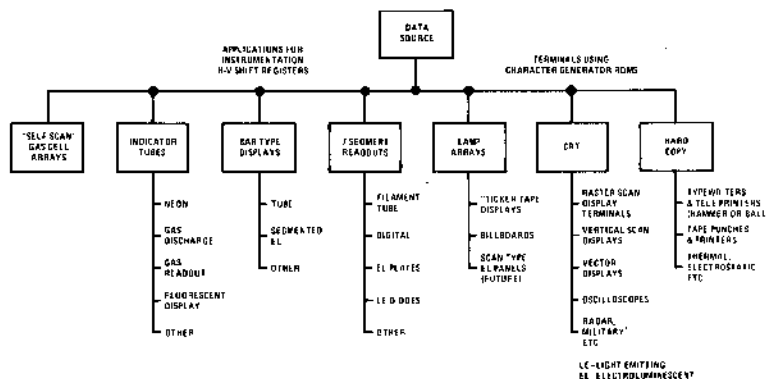 DATA
SOURCE
APPLICATIONS FOR
INSTRUMENTATION
H-V SHIFT REGISTERS
TERMINALS USING
CHARACTER GENERATOR ROMS
"SELF SCAN"
GAS CELL
ARRAYS
INDICATOR
TUBES
BAR TYPE
DISPLAYS
7 SEGMENT
READOUTS
LAMP
ARRAYS
CRT
HARD
COPY
NEON
GAS
DISCHARGE
GAS
READOUT
FLUORESCENT
DISPLAY
OTHER
TUBE
SEGMENTED
EL
OTHER
FILAMENT
TUBE
DIGITAL
EL PLATES
LE DIODES
OTHER
"TICKER TAPE
DISPLAYS
BILLBOARDS
SCAN TYPE
EL PANELS
(FUTURE)
RASTER SCAN
DISPLAY
TERMINALS
VERTICAL SCAN
DISPLAYS
VECTOR
DISPLAYS
OSCILLOSCOPES
RADAR,
MILITARY
ETC
TYPEWRITERS
& TELEPRINTERS
(HAMMER OR BALL
TAPE PUNCHES
& PRINTERS
THERMAL,
ELECTROSTATIC
ETC
LE-LIGHT EMITTING
EL ELECTROLUMINESCENT